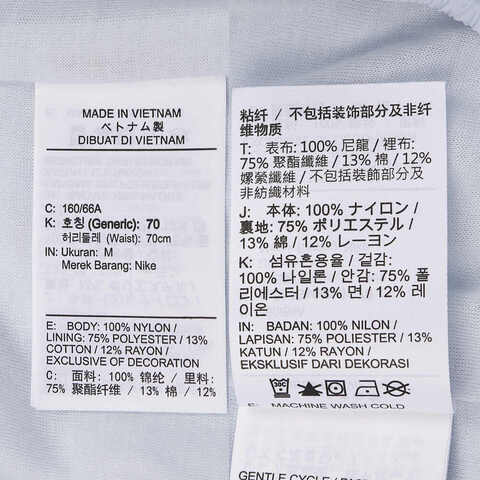 MADE IN VIETNAM
ベトナム製
DIBUAT DI VIETNAM
C: 160/66A
K: 호칭 (Generic): 70
허리둘레 (Waist): 70cm
IN: Ukuran: M
Merek Barang: Nike
E: BODY: 100% NYLON /
LINING: 75% POLYESTER / 13%
COTTON / 12% RAYON /
EXCLUSIVE OF DECORATION
C: 面料: 100% 锦纶 / 里料:
75% 聚酯纤维 / 13% 棉 / 12%
粘纤 / 不包括装饰部分及非纤
维物质
T: 表布: 100% 尼龍 / 裡布:
75% 聚酯纖維 / 13% 棉 / 12%
嫘縈纖維 / 不包括裝飾部分及
非紡織材料
J: 本体: 100% ナイロン /
裏地: 75% ポリエステル /
13% 綿 / 12% レーヨン
K: 섬유혼용율 / 겉감:
100% 나일론 / 안감: 75% 폴
리에스터 / 13% 면 / 12% 레
이온
IN: BADAN: 100% NILON /
LAPISAN: 75% POLIESTER /
13% KATUN / 12% RAYON /
EKSKLUSIF DARI DEKORASI
E: MACHINE WASH COLD
GENTLE CYCLE /